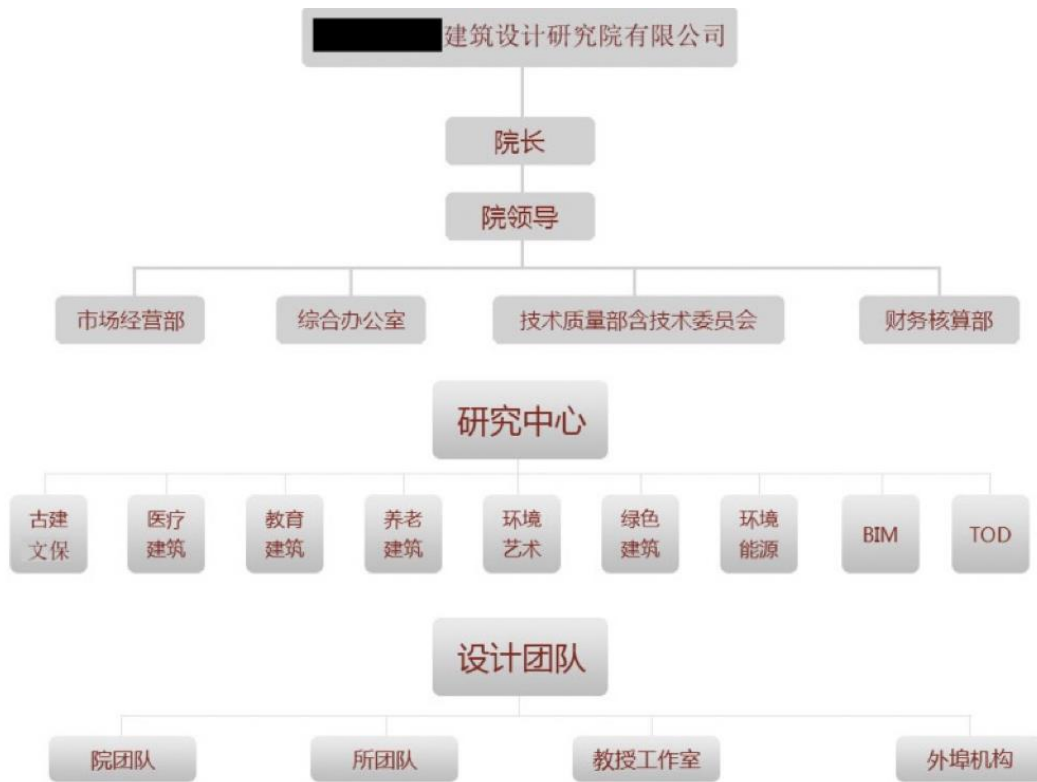 建筑设计研究院有限公司
院长
院领导
市场经营部
综合办公室
技术质量部含技术委员会
财务核算部
研究中心
古建
文保
医疗
建筑
教育
建筑
养老
建筑
环境
艺术
绿色
建筑
环境
能源
BIM
TOD
设计团队
院团队
所团队
教授工作室
外埠机构